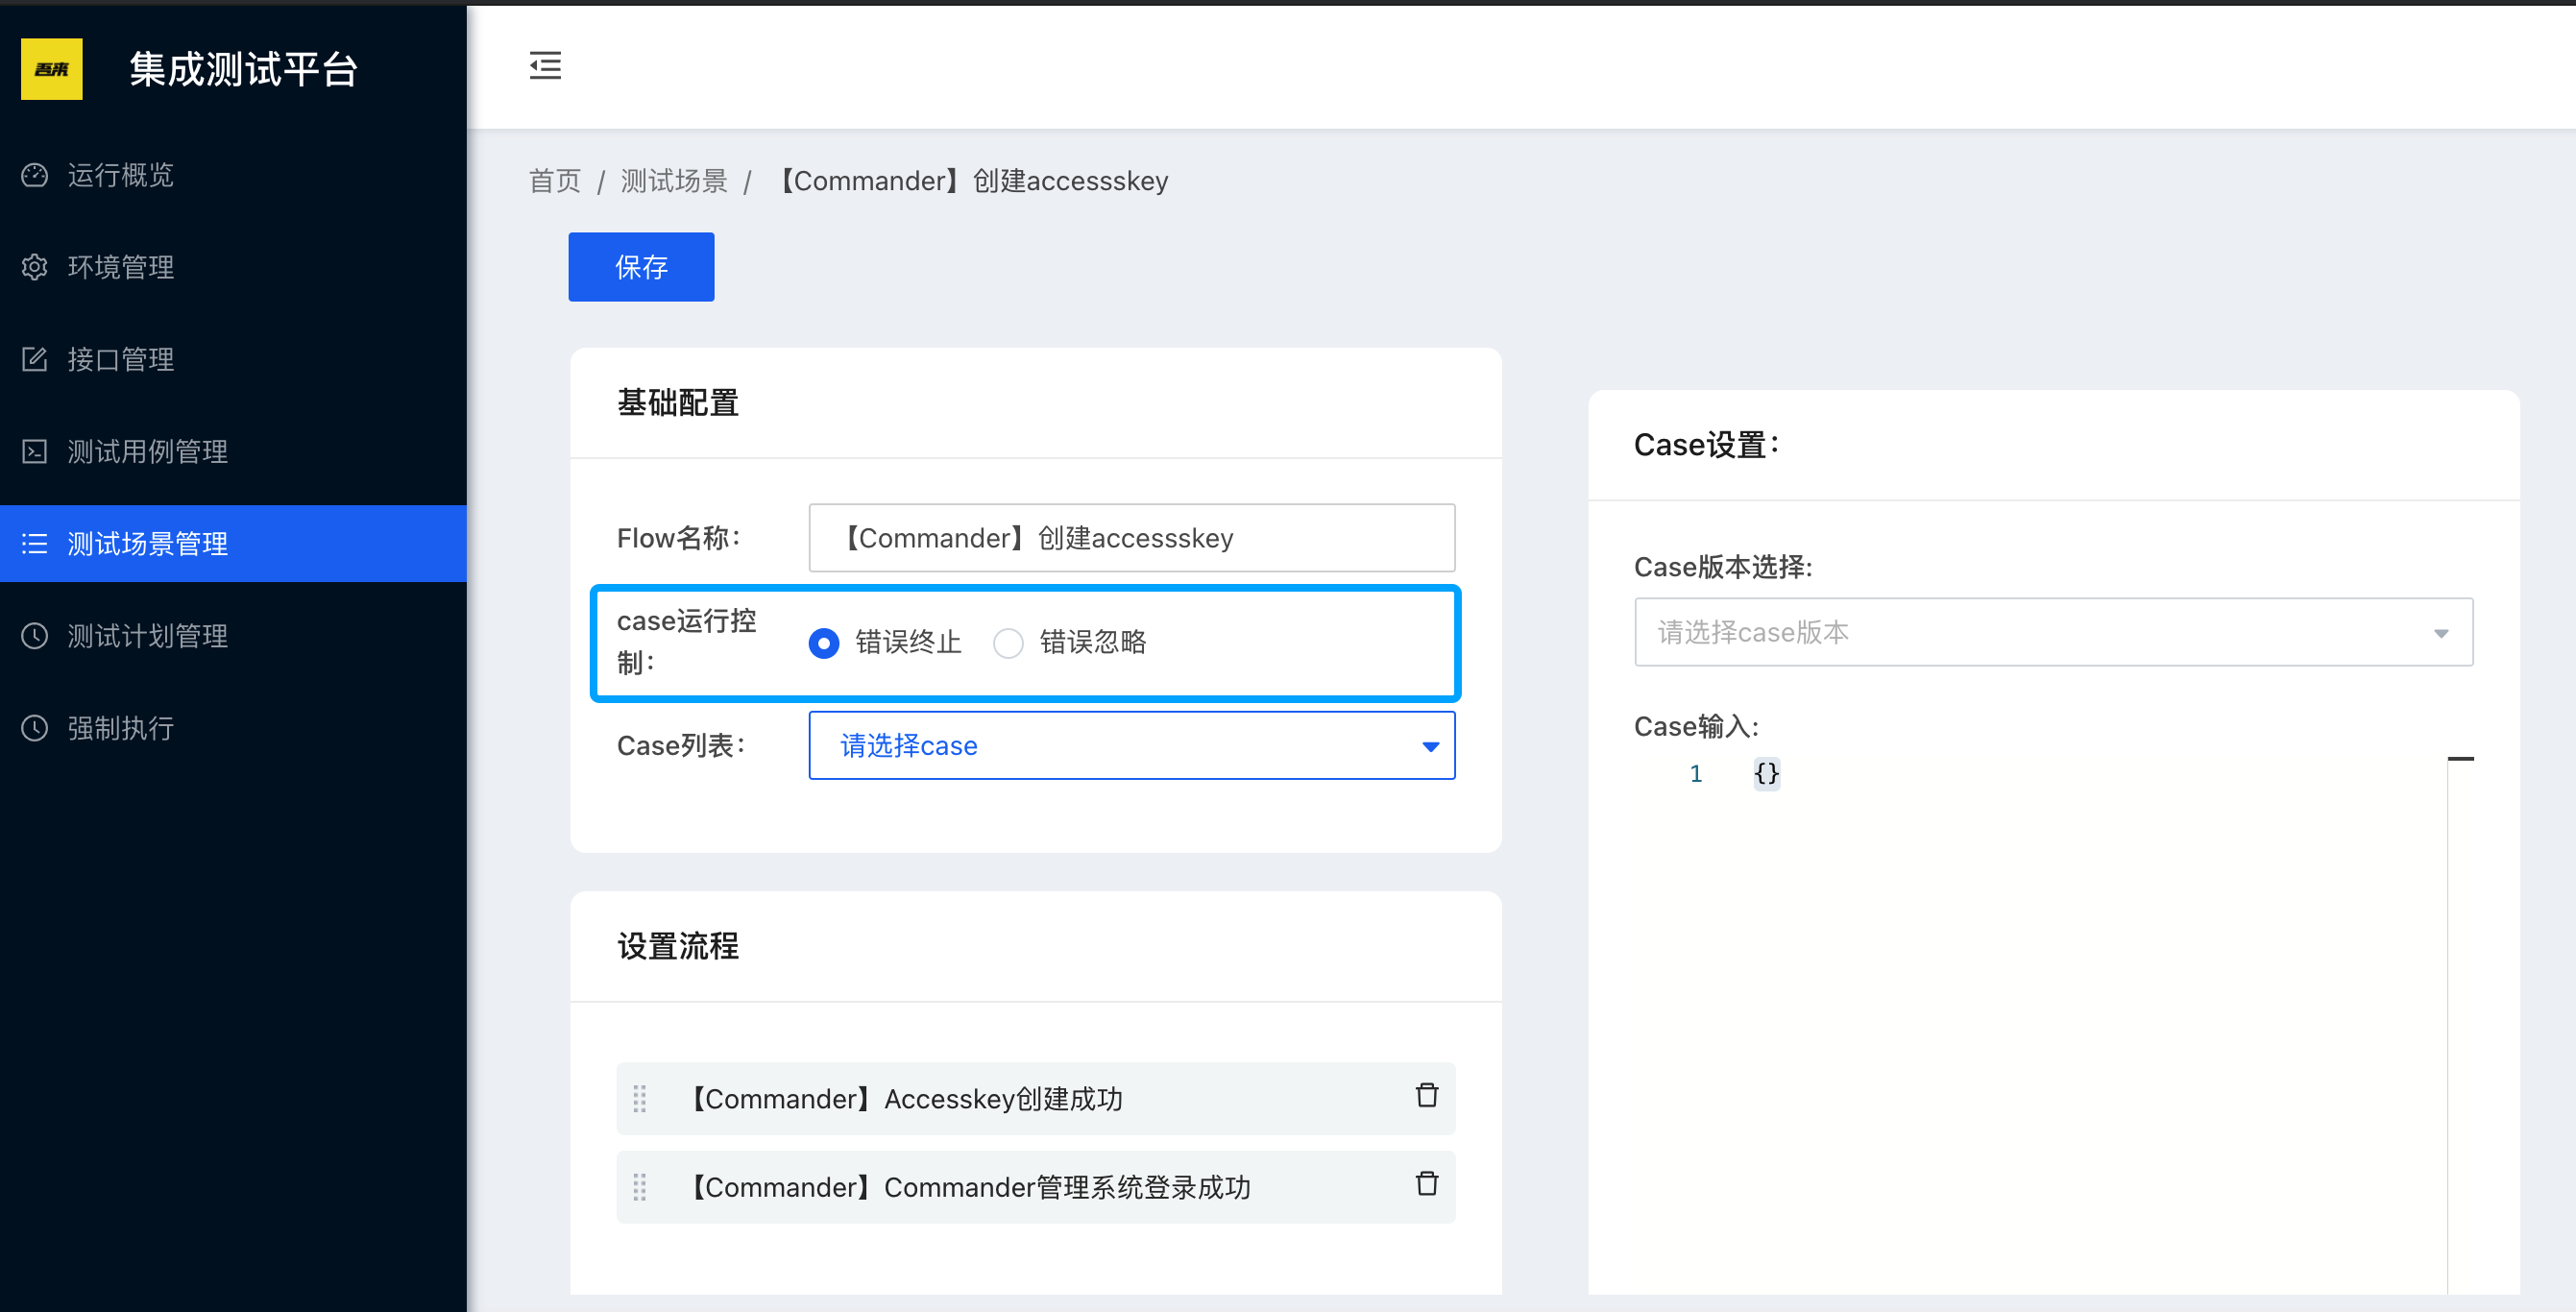 吾来
集成测试平台
运行概览
环境管理
接口管理
测试用例管理
测试场景管理
测试计划管理
强制执行
首页 / 测试场景 / 【Commander】创建accessskey
保存
基础配置
Flow名称：
【Commander】创建accessskey
case运行控
制：
错误终止 错误忽略
Case列表：
请选择case
设置流程
【Commander】Accesskey创建成功
【Commander】Commander管理系统登录成功
Case设置：
Case版本选择:
请选择case版本
Case输入:
1 {}